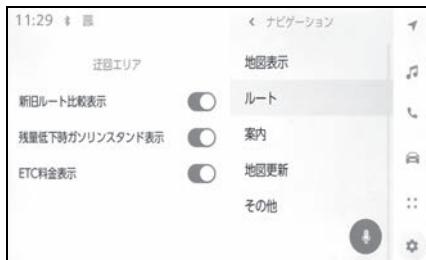 11:29
迂回エリア
新旧ルート比較表示
残量低下時ガソリンスタンド表示
ETC料金表示
ナビゲーション
地図表示
ルート
案内
地図更新
その他